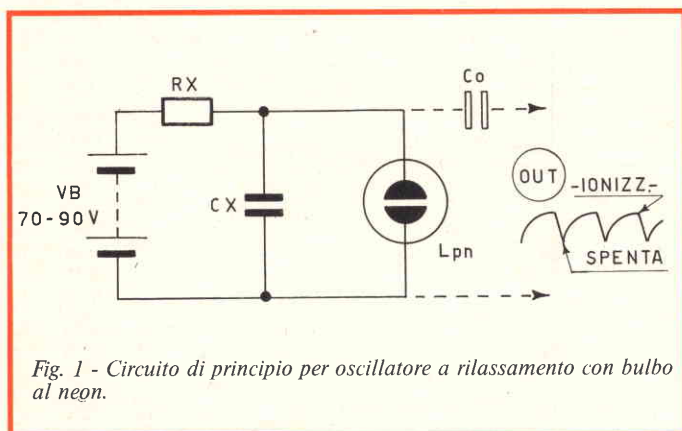 RX
Co
VB
70-90V
CX
Lpn
OUT
-IONIZZ.-
SPENTA
Fig. 1 - Circuito di principio per oscillatore a rilassamento con bulbo
al neon.